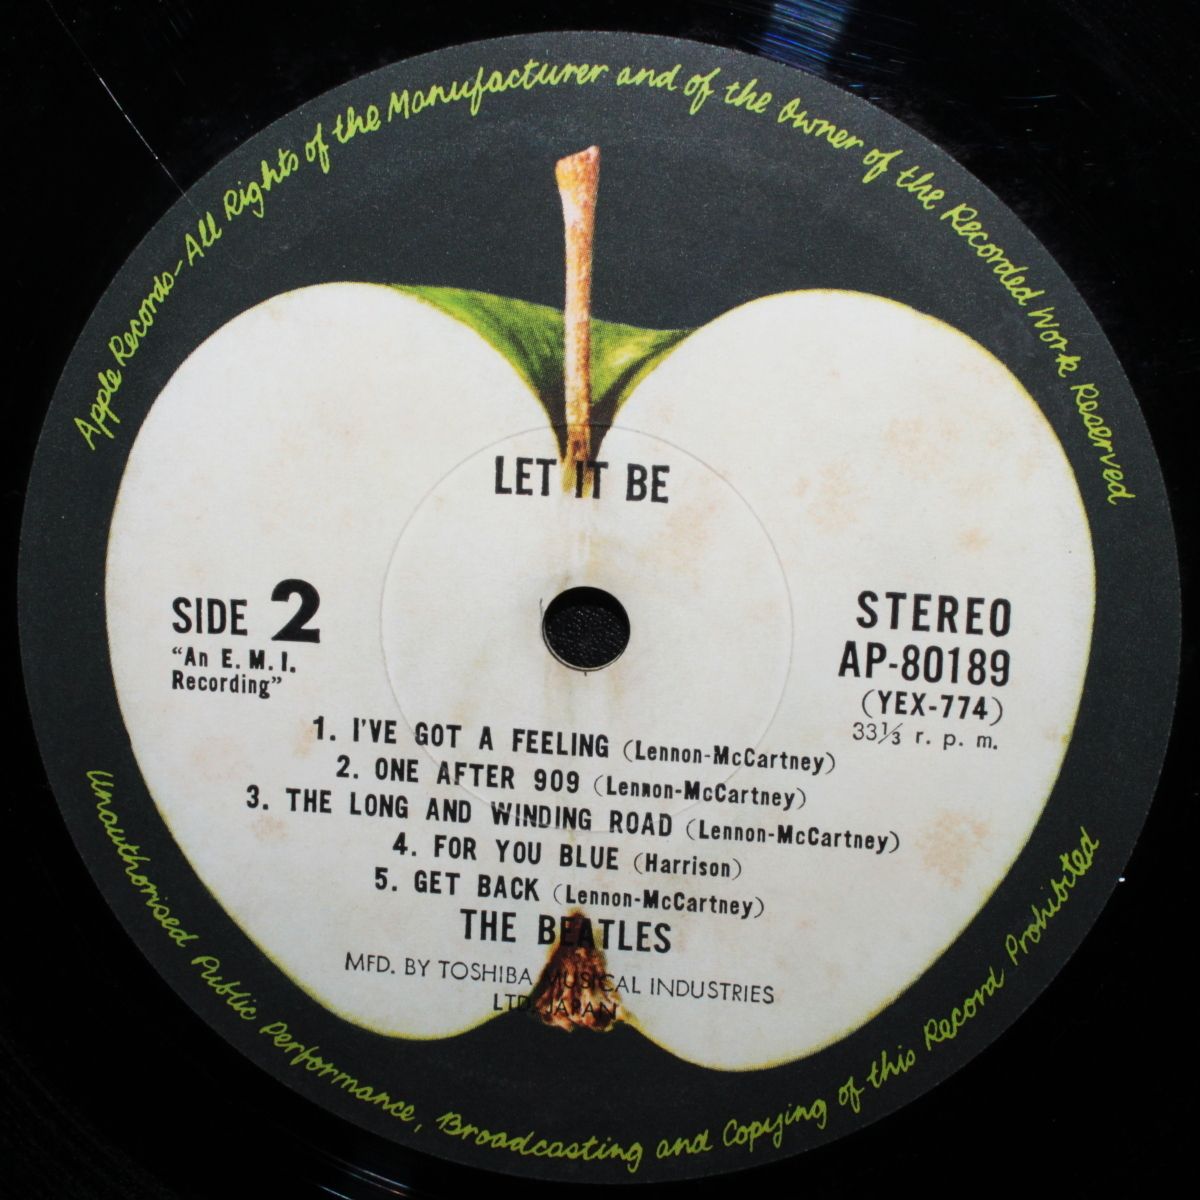 Apple Records–All Rights of the Manufacturer and of the Owner of the Recorded Work Reserved
LET IT BE
SIDE 2
“An E.M.I.
Recording”
STEREO
AP-80189
(YEX-774)
33⅓ r. p. m.
1. I'VE GOT A FEELING (Lennon-McCartney)
2. ONE AFTER 909 (Lennon-McCartney)
3. THE LONG AND WINDING ROAD (Lennon-McCartney)
4. FOR YOU BLUE (Harrison)
5. GET BACK (Lennon-McCartney)
THE BEATLES
MFD. BY TOSHIBA MUSICAL INDUSTRIES
LTD. JAPAN
Unauthorised Public Performance, Broadcasting and Copying of this Record Prohibited